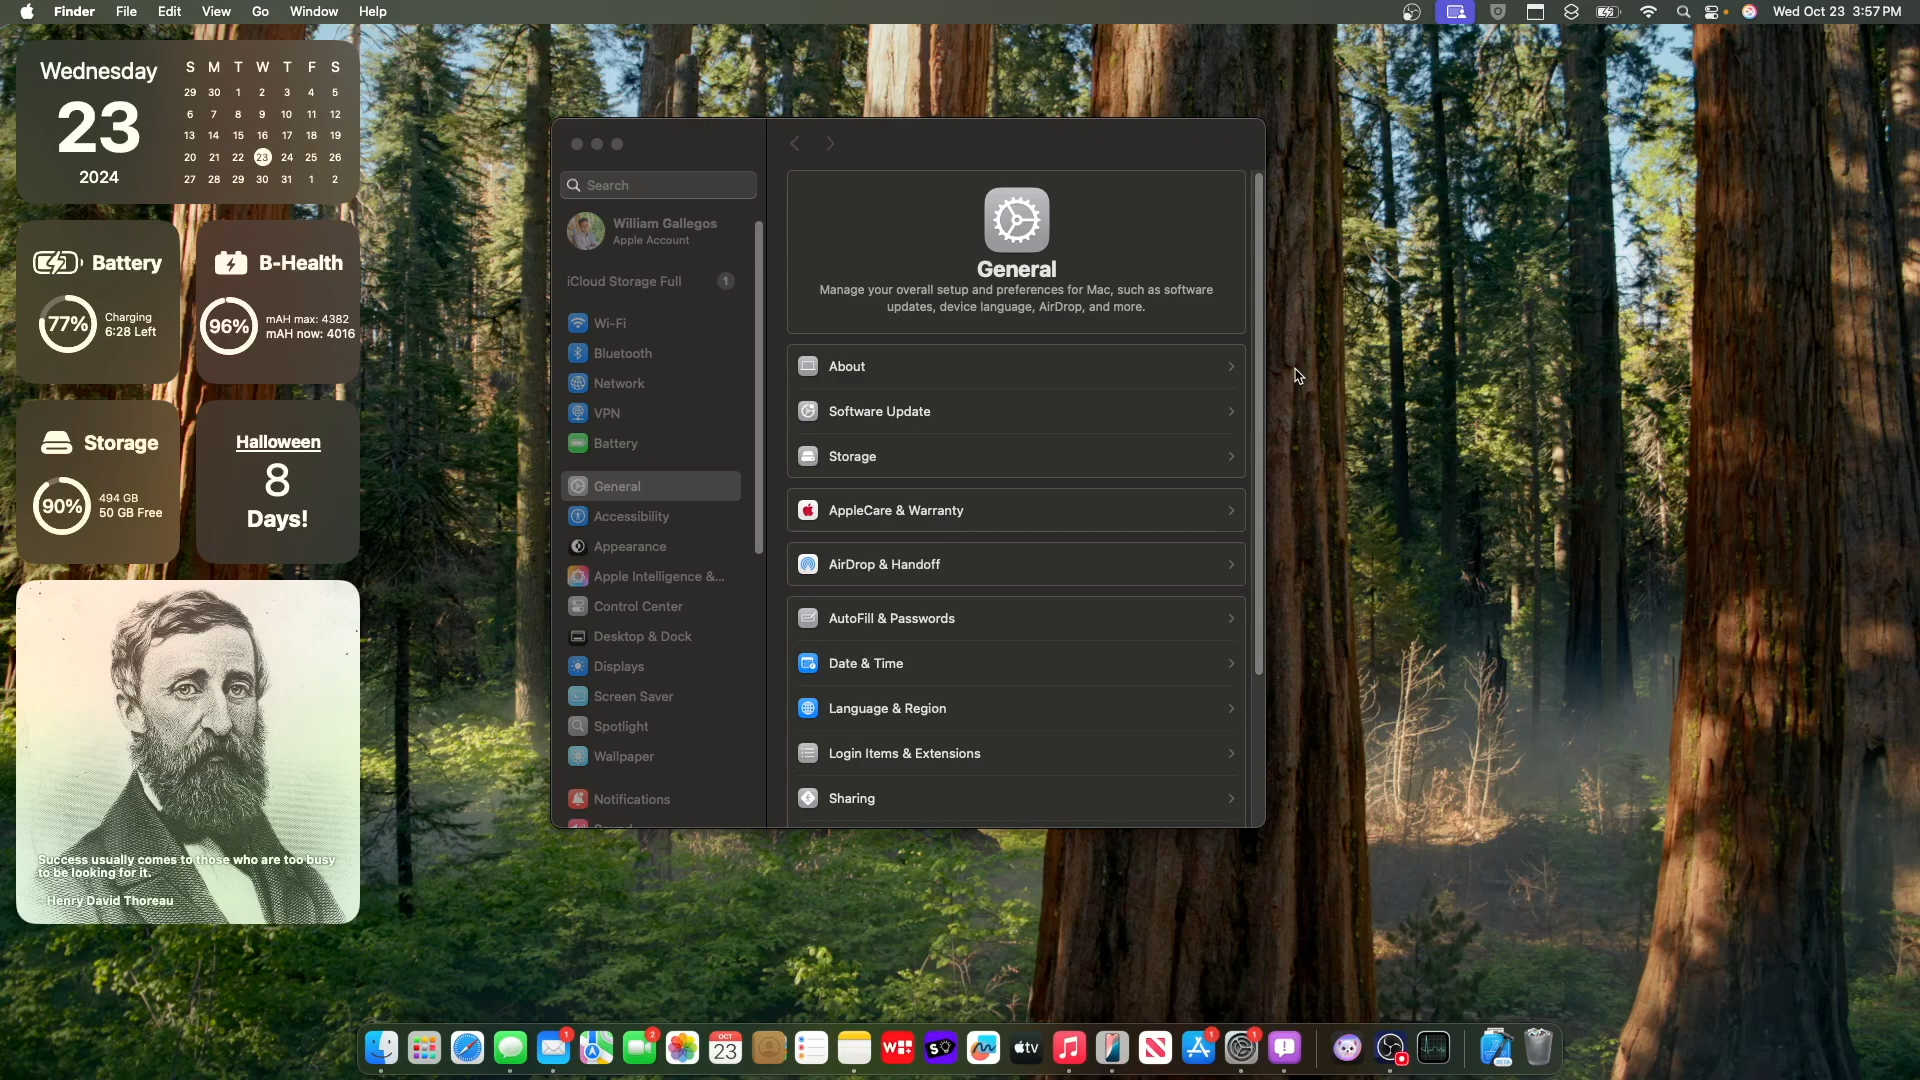 Finder File Edit View Go Window Help
Wed Oct 23 3:57 PM
Wednesday
23
2024
S M T W T F S
29 30 1 2 3 4 5
6 7 8 9 10 11 12
13 14 15 16 17 18 19
20 21 22 23 24 25 26
27 28 29 30 31 1 2
Battery
77%
Charging
6:28 Left
B-Health
96%
mAH max: 4382
mAH now: 4016
Storage
90%
494 GB
50 GB Free
Halloween
8
Days!
Success usually comes to those who are too busy
to be looking for it.
- Henry David Thoreau
Search
William Gallegos
Apple Account
iCloud Storage Full 1
Wi-Fi
Bluetooth
Network
VPN
Battery
General
Accessibility
Appearance
Apple Intelligence &...
Control Center
Desktop & Dock
Displays
Screen Saver
Spotlight
Wallpaper
Notifications
General
Manage your overall setup and preferences for Mac, such as software
updates, device language, AirDrop, and more.
About
Software Update
Storage
AppleCare & Warranty
AirDrop & Handoff
AutoFill & Passwords
Date & Time
Language & Region
Login Items & Extensions
Sharing
1
2
OCT
23
tv
1
1